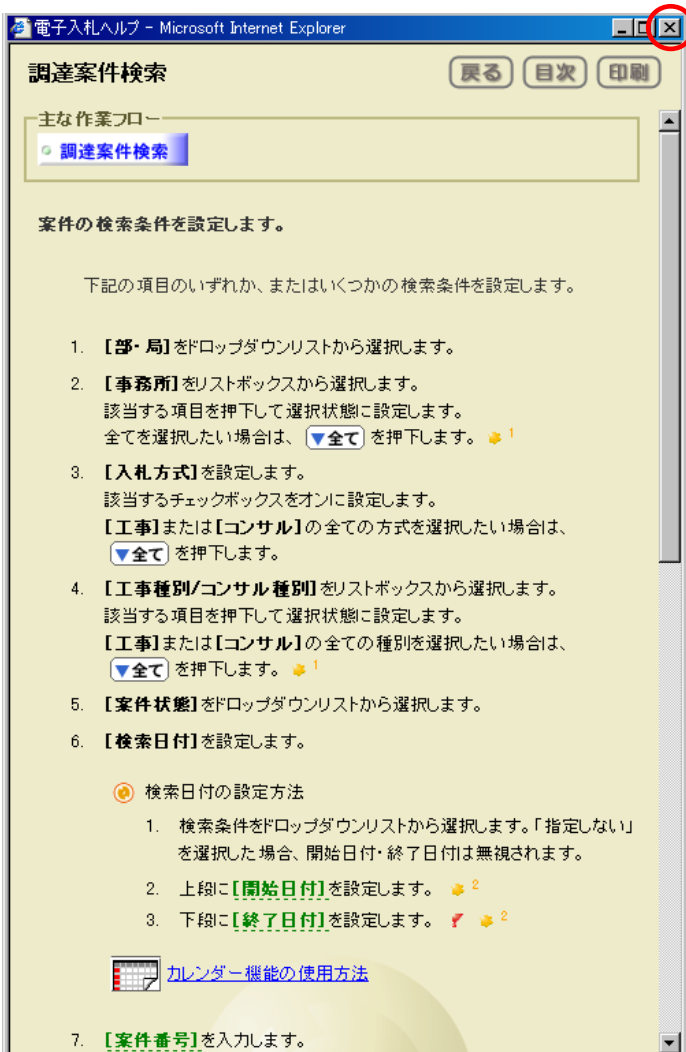 電子入札ヘルプ - Microsoft Internet Explorer
調達案件検索
戻る 目次 印刷
主な作業フロー
調達案件検索
案件の検索条件を設定します。
下記の項目のいずれか、またはいくつかの検索条件を設定します。
1. [部・局]をドロップダウンリストから選択します。
2. [事務所]をリストボックスから選択します。
該当する項目を押下して選択状態に設定します。
全てを選択したい場合は、▼全て を押下します。 1
3. [入札方式]を設定します。
該当するチェックボックスをオンに設定します。
[工事]または[コンサル]の全ての方式を選択したい場合は、
▼全て を押下します。
4. [工事種別/コンサル種別]をリストボックスから選択します。
該当する項目を押下して選択状態に設定します。
[工事]または[コンサル]の全ての種別を選択したい場合は、
▼全て を押下します。 1
5. [案件状態]をドロップダウンリストから選択します。
6. [検索日付]を設定します。
検索日付の設定方法
1. 検索条件をドロップダウンリストから選択します。「指定しない」
を選択した場合、開始日付・終了日付は無視されます。
2. 上段に[開始日付]を設定します。 2
3. 下段に[終了日付]を設定します。 2
カレンダー機能の使用方法
7. [案件番号]を入力します。